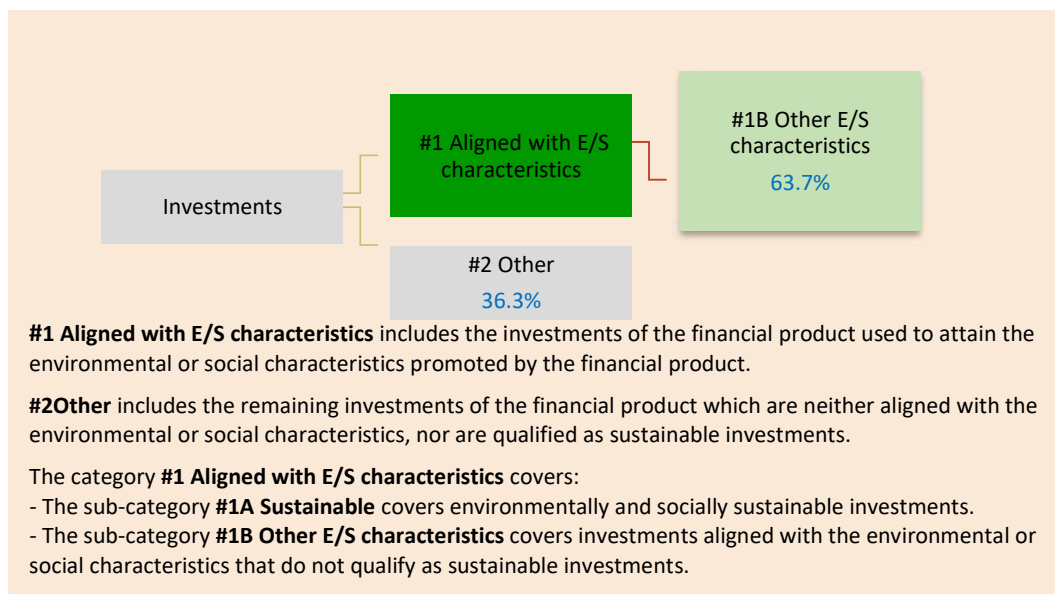 #1 Aligned with E/S
characteristics
#1B Other E/S
characteristics
63.7%
Investments
#2 Other
36.3%
#1 Aligned with E/S characteristics includes the investments of the financial product used to attain the
environmental or social characteristics promoted by the financial product.
#2Other includes the remaining investments of the financial product which are neither aligned with the
environmental or social characteristics, nor are qualified as sustainable investments.
The category #1 Aligned with E/S characteristics covers:
- The sub-category #1A Sustainable covers environmentally and socially sustainable investments.
- The sub-category #1B Other E/S characteristics covers investments aligned with the environmental or
social characteristics that do not qualify as sustainable investments.